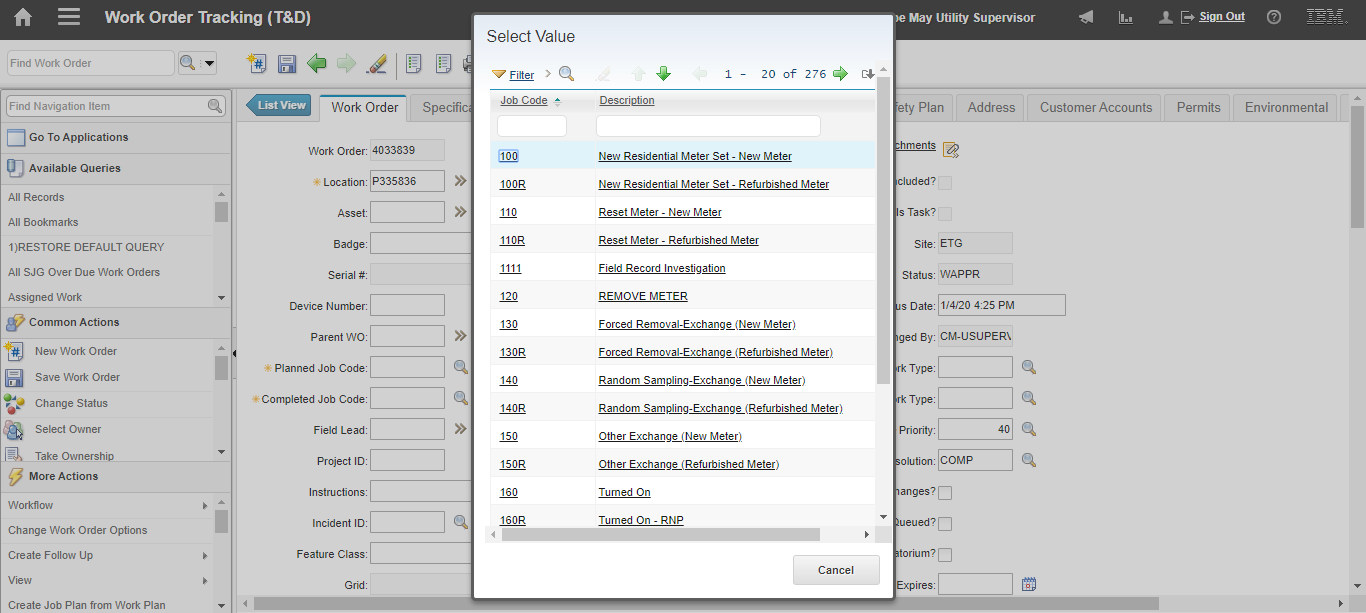 Work Order Tracking (T&D)
pe May Utility Supervisor
Sign Out
IBM.
Find Work Order
Find Navigation Item
Go To Applications
Available Queries
All Records
All Bookmarks
1)RESTORE DEFAULT QUERY
All SJG Over Due Work Orders
Assigned Work
Common Actions
New Work Order
Save Work Order
Change Status
Select Owner
Take Ownership
More Actions
Workflow
Change Work Order Options
Create Follow Up
View
Create Job Plan from Work Plan
List View
Work Order
Specifica
Work Order: 4033839
Location: P335836
Asset:
Badge:
Serial #:
Device Number:
Parent WO:
Planned Job Code:
Completed Job Code:
Field Lead:
Project ID:
Instructions:
Incident ID:
Feature Class:
Grid:
Select Value
Filter
1 - 20 of 276
Job Code Description
100 New Residential Meter Set - New Meter
100R New Residential Meter Set - Refurbished Meter
110 Reset Meter - New Meter
110R Reset Meter - Refurbished Meter
1111 Field Record Investigation
120 REMOVE METER
130 Forced Removal-Exchange (New Meter)
130R Forced Removal-Exchange (Refurbished Meter)
140 Random Sampling-Exchange (New Meter)
140R Random Sampling-Exchange (Refurbished Meter)
150 Other Exchange (New Meter)
150R Other Exchange (Refurbished Meter)
160 Turned On
160R Turned On - RNP
Cancel
ety Plan
Address
Customer Accounts
Permits
Environmental
chments
ncluded?
Is Task?
Site: ETG
Status: WAPPR
us Date: 1/4/20 4:25 PM
nged By: CM-USUPERV
rk Type:
rk Type:
Priority: 40
solution: COMP
hanges?
Queued?
atorium?
Expires: